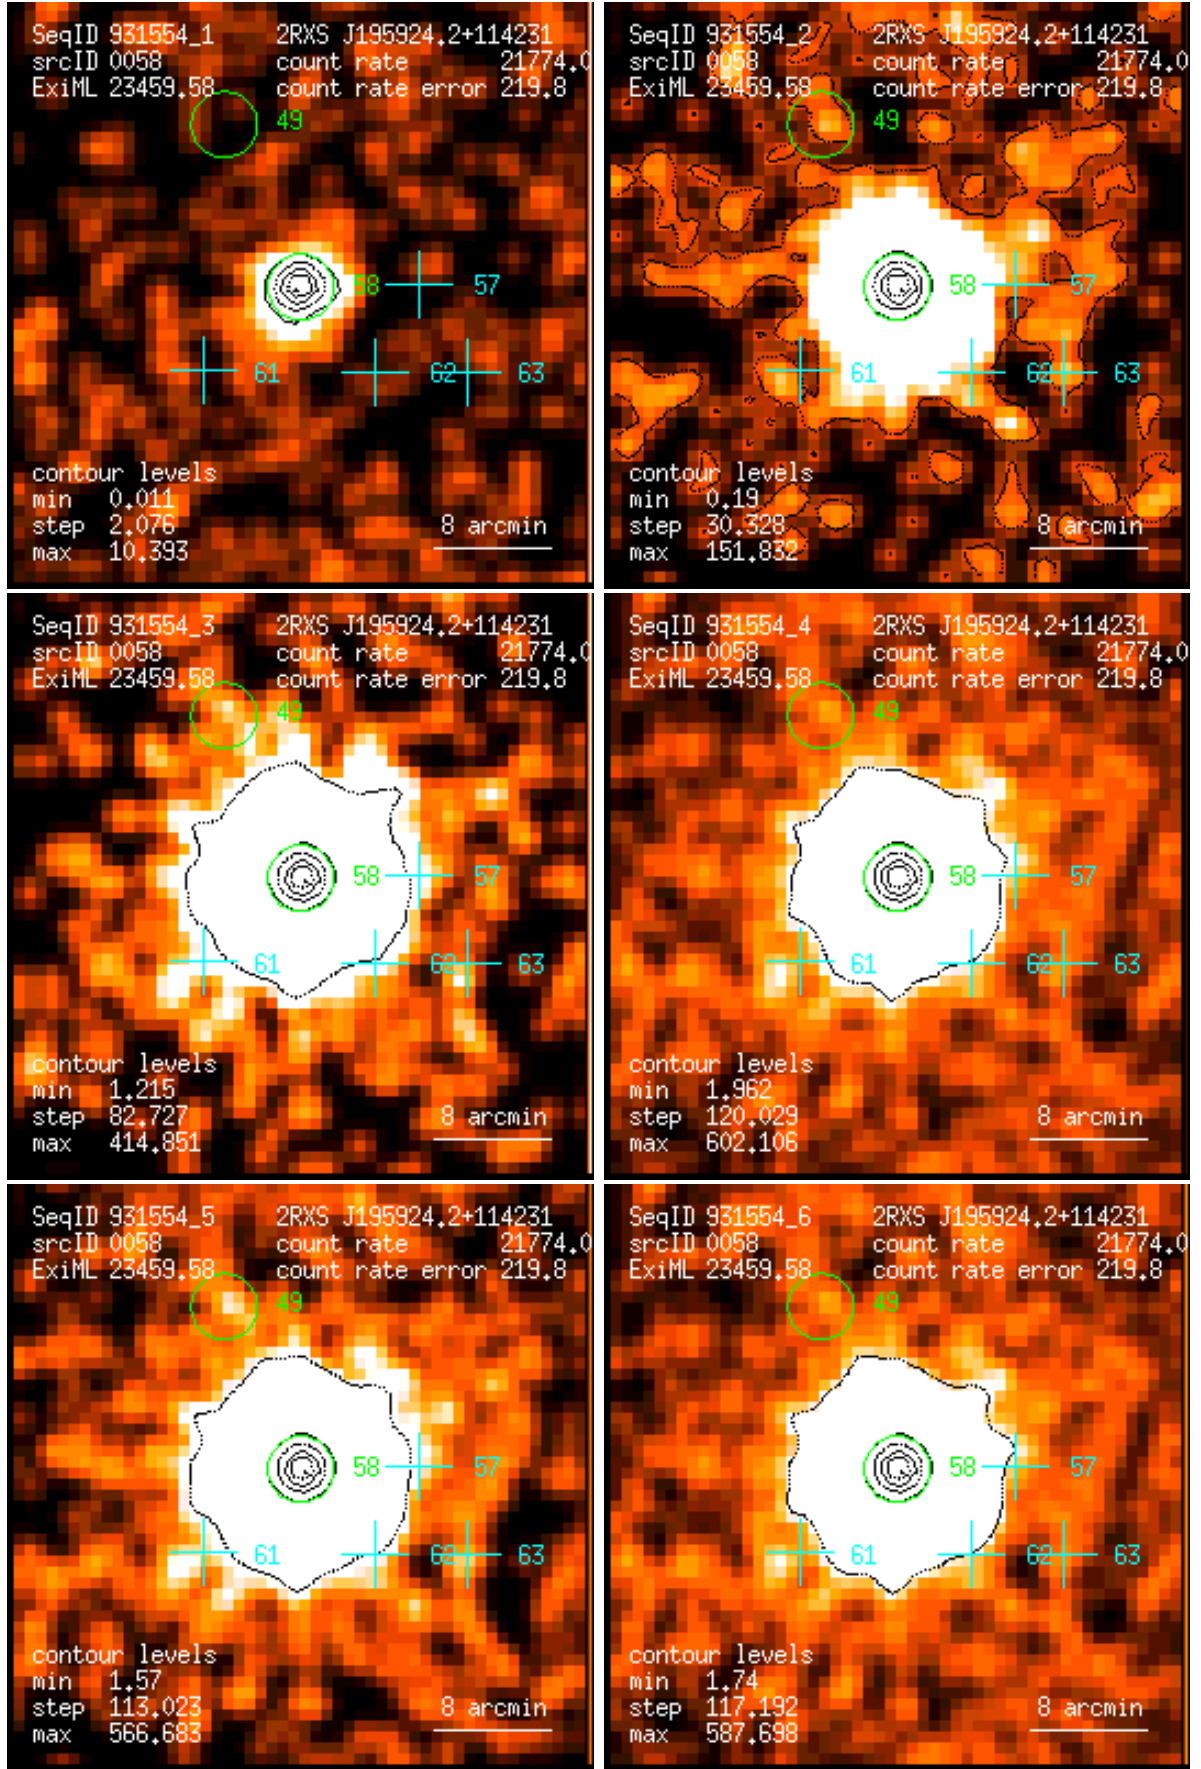 SeqID 931554_1 2RXS J195924.2+114231
srcID 0058 count rate 21774.0
ExiML 23459.58 count rate error 219.8
49
58 57
61 62 63
contour levels
min 0.011
step 2.076 8 arcmin
max 10.393
SeqID 931554_2 2RXS J195924.2+114231
srcID 0058 count rate 21774.0
ExiML 23459.58 count rate error 219.8
49
58 57
61 62 63
contour levels
min 0.19
step 30.328 8 arcmin
max 151.832
SeqID 931554_3 2RXS J195924.2+114231
srcID 0058 count rate 21774.0
ExiML 23459.58 count rate error 219.8
49
58 57
61 62 63
contour levels
min 1.215
step 82.727 8 arcmin
max 414.851
SeqID 931554_4 2RXS J195924.2+114231
srcID 0058 count rate 21774.0
ExiML 23459.58 count rate error 219.8
49
58 57
61 62 63
contour levels
min 1.962
step 120.029 8 arcmin
max 602.106
SeqID 931554_5 2RXS J195924.2+114231
srcID 0058 count rate 21774.0
ExiML 23459.58 count rate error 219.8
49
58 57
61 62 63
contour levels
min 1.57
step 113.023 8 arcmin
max 566.683
SeqID 931554_6 2RXS J195924.2+114231
srcID 0058 count rate 21774.0
ExiML 23459.58 count rate error 219.8
49
58 57
61 62 63
contour levels
min 1.74
step 117.192 8 arcmin
max 587.698